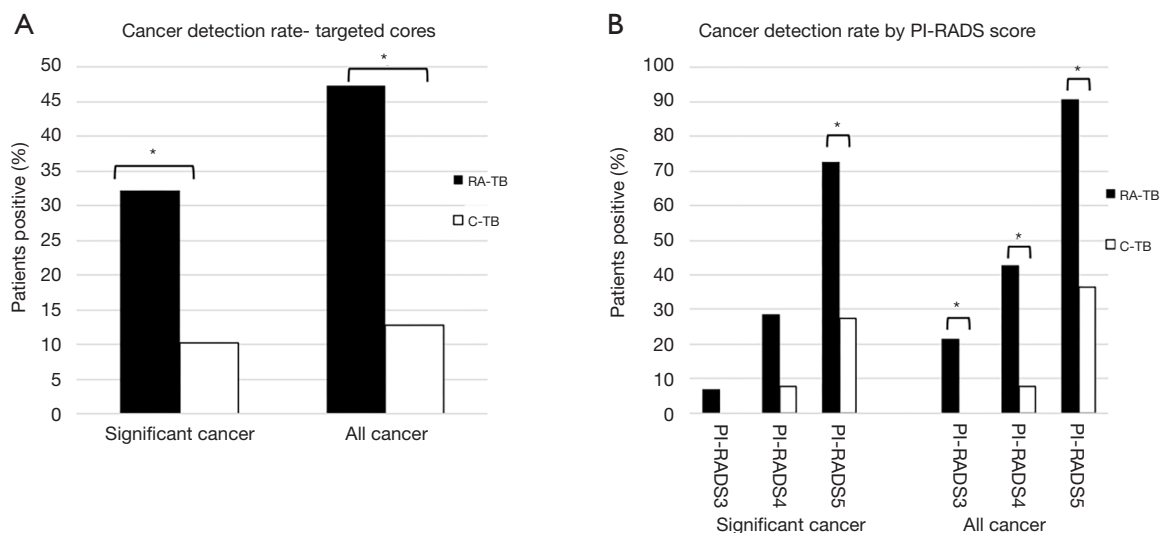 A
Cancer detection rate- targeted cores
Patients positive (%)
50
45
40
35
30
25
20
15
10
5
0
*
*
RA-TB
C-TB
Significant cancer
All cancer
B
Cancer detection rate by PI-RADS score
Patients positive (%)
100
90
80
70
60
50
40
30
20
10
0
*
*
*
*
RA-TB
C-TB
PI-RADS3
PI-RADS4
PI-RADS5
PI-RADS3
PI-RADS4
PI-RADS5
Significant cancer
All cancer